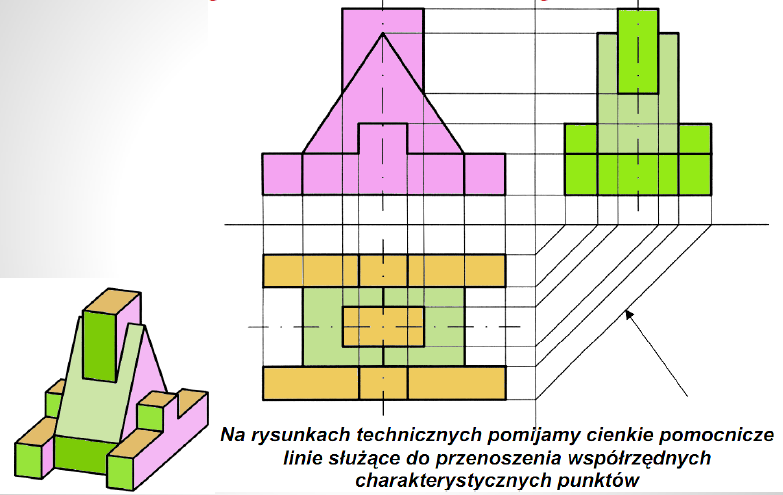 Na rysunkach technicznych pomijamy cienkie pomocnicze
linie służące do przenoszenia współrzędnych
charakterystycznych punktów